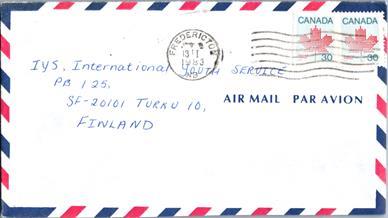 CANADA CANADA
30 30
FREDERICTON
1983
IYS, International YOUTH SERVICE
PB 125.
SF-20101 TURKU 10,
FINLAND
AIR MAIL PAR AVION